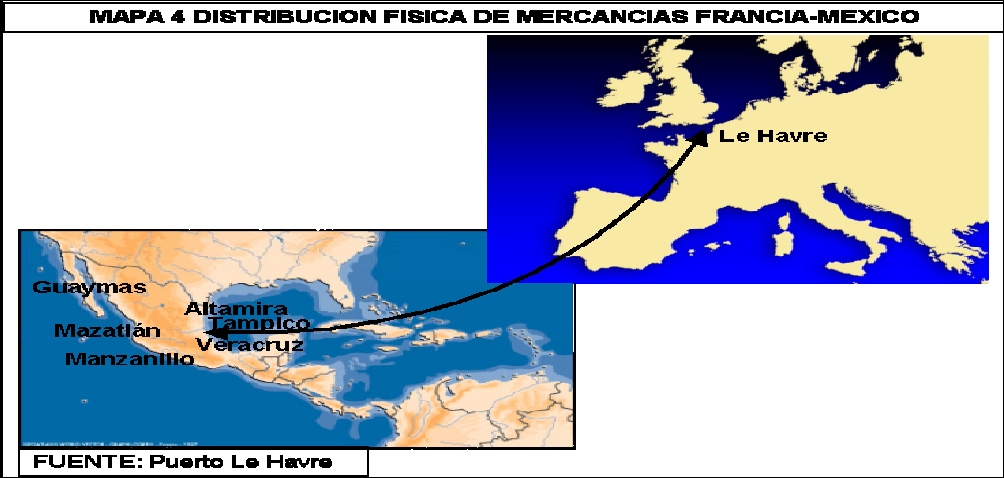 MAPA 4 DISTRIBUCION FISICA DE MERCANCIAS FRANCIA-MEXICO
Le Havre
Guaymas
Altamira
Tampico
Mazatlán
Veracruz
Manzanillo
FUENTE: Puerto Le Havre